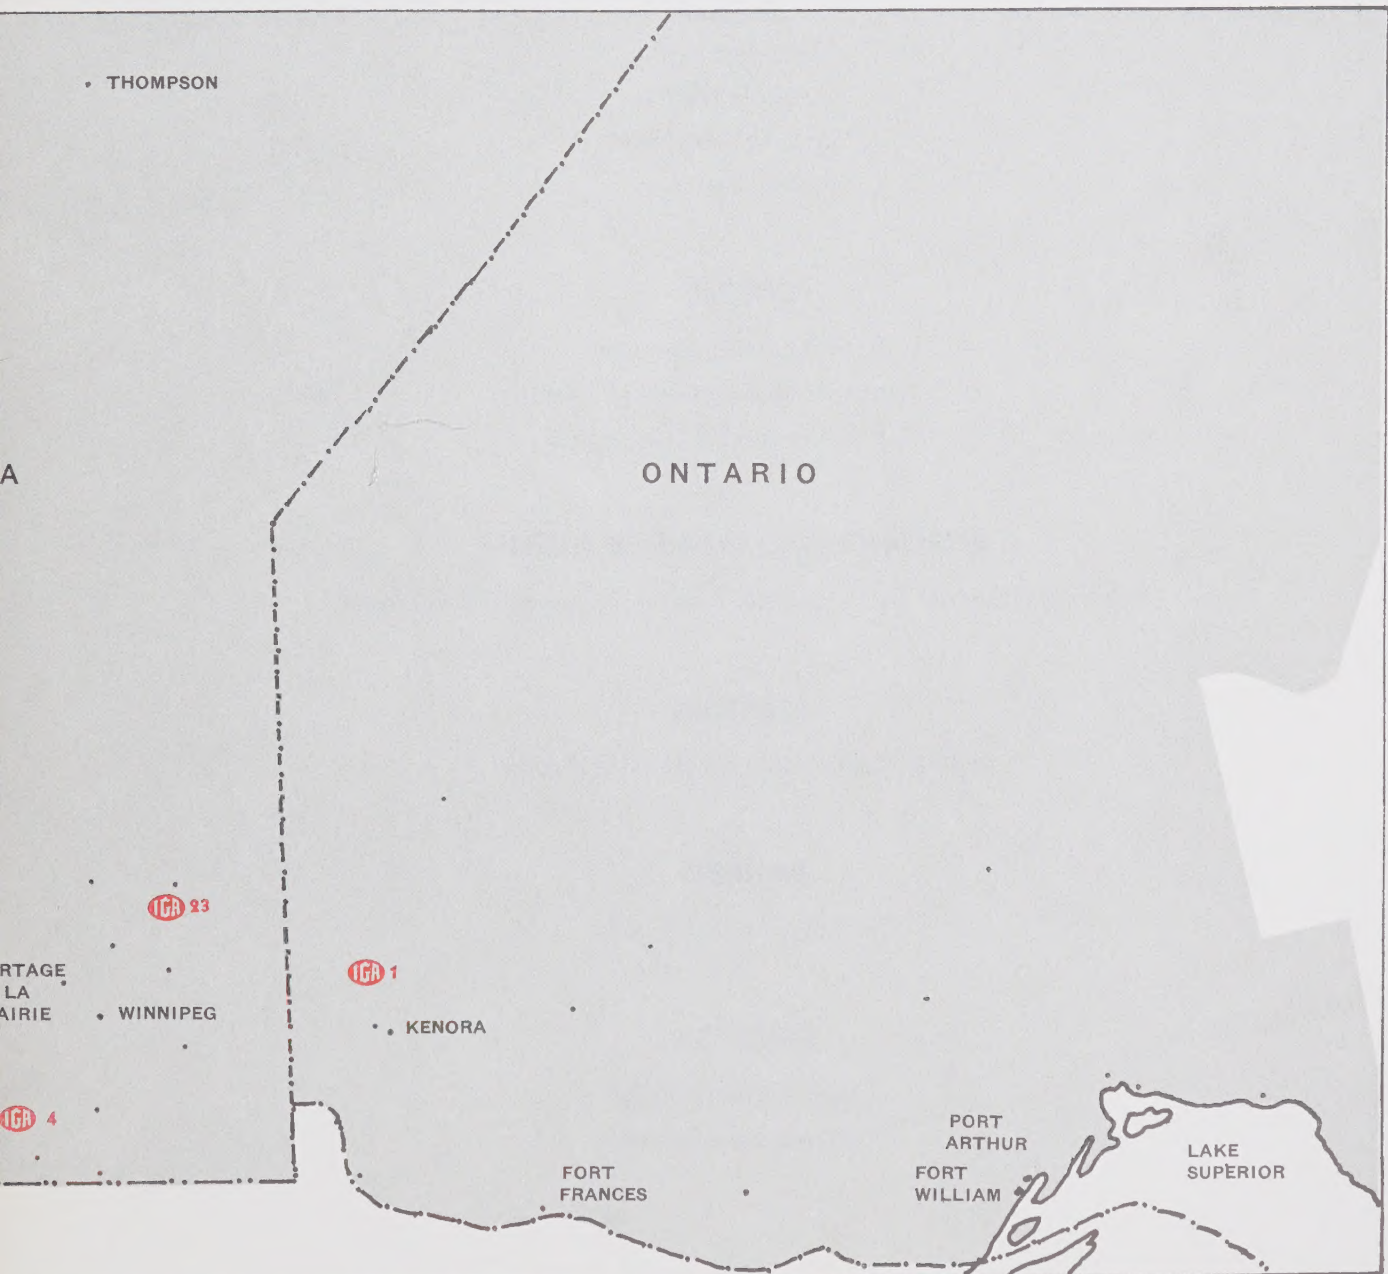 THOMPSON
A
ONTARIO
IGA 23
IGA 1
RTAGE
LA
AIRIE
WINNIPEG
KENORA
IGA 4
PORT
ARTHUR
LAKE
SUPERIOR
FORT
FRANCES
FORT
WILLIAM